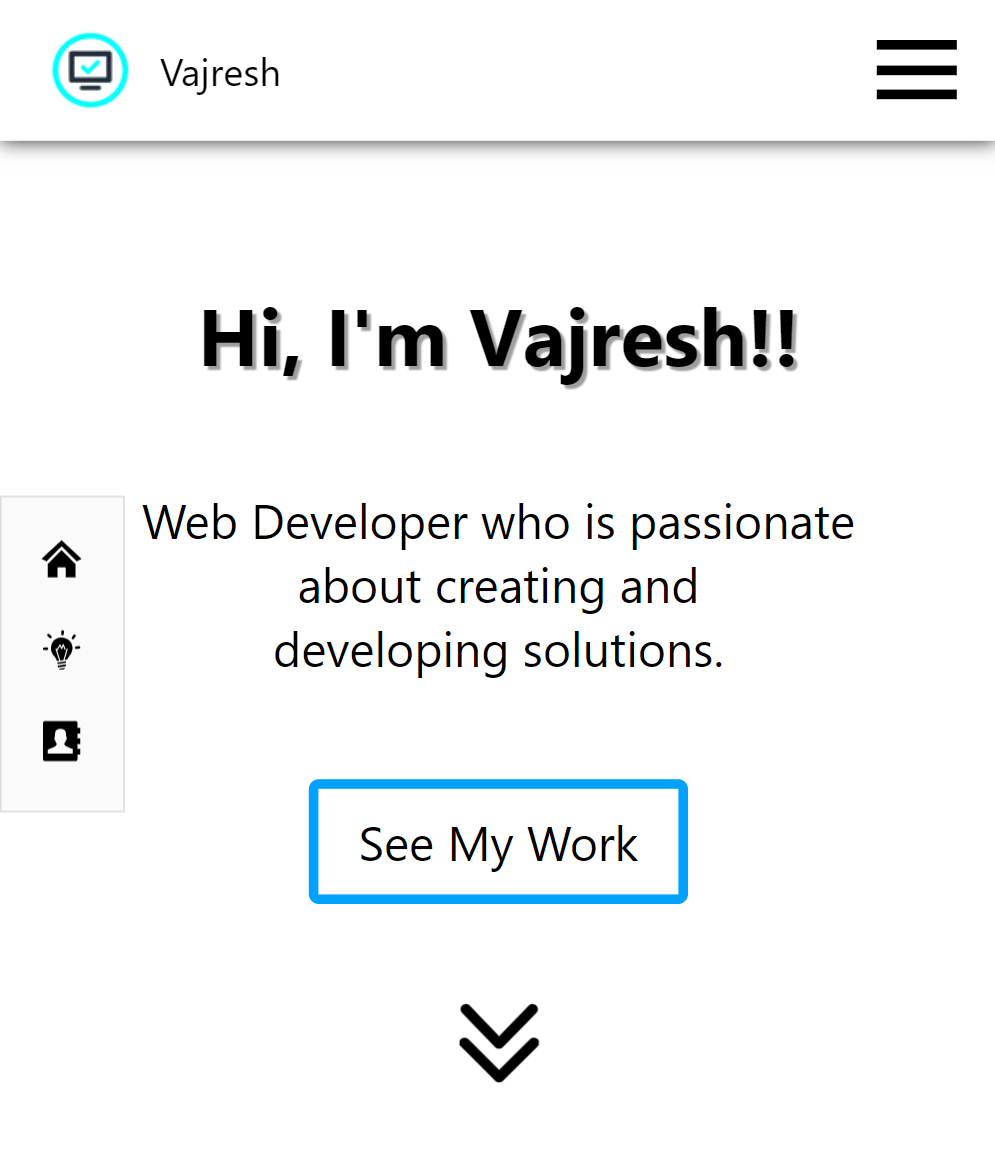 Vajresh
Hi, I'm Vajresh!!
Web Developer who is passionate
about creating and
developing solutions.
See My Work